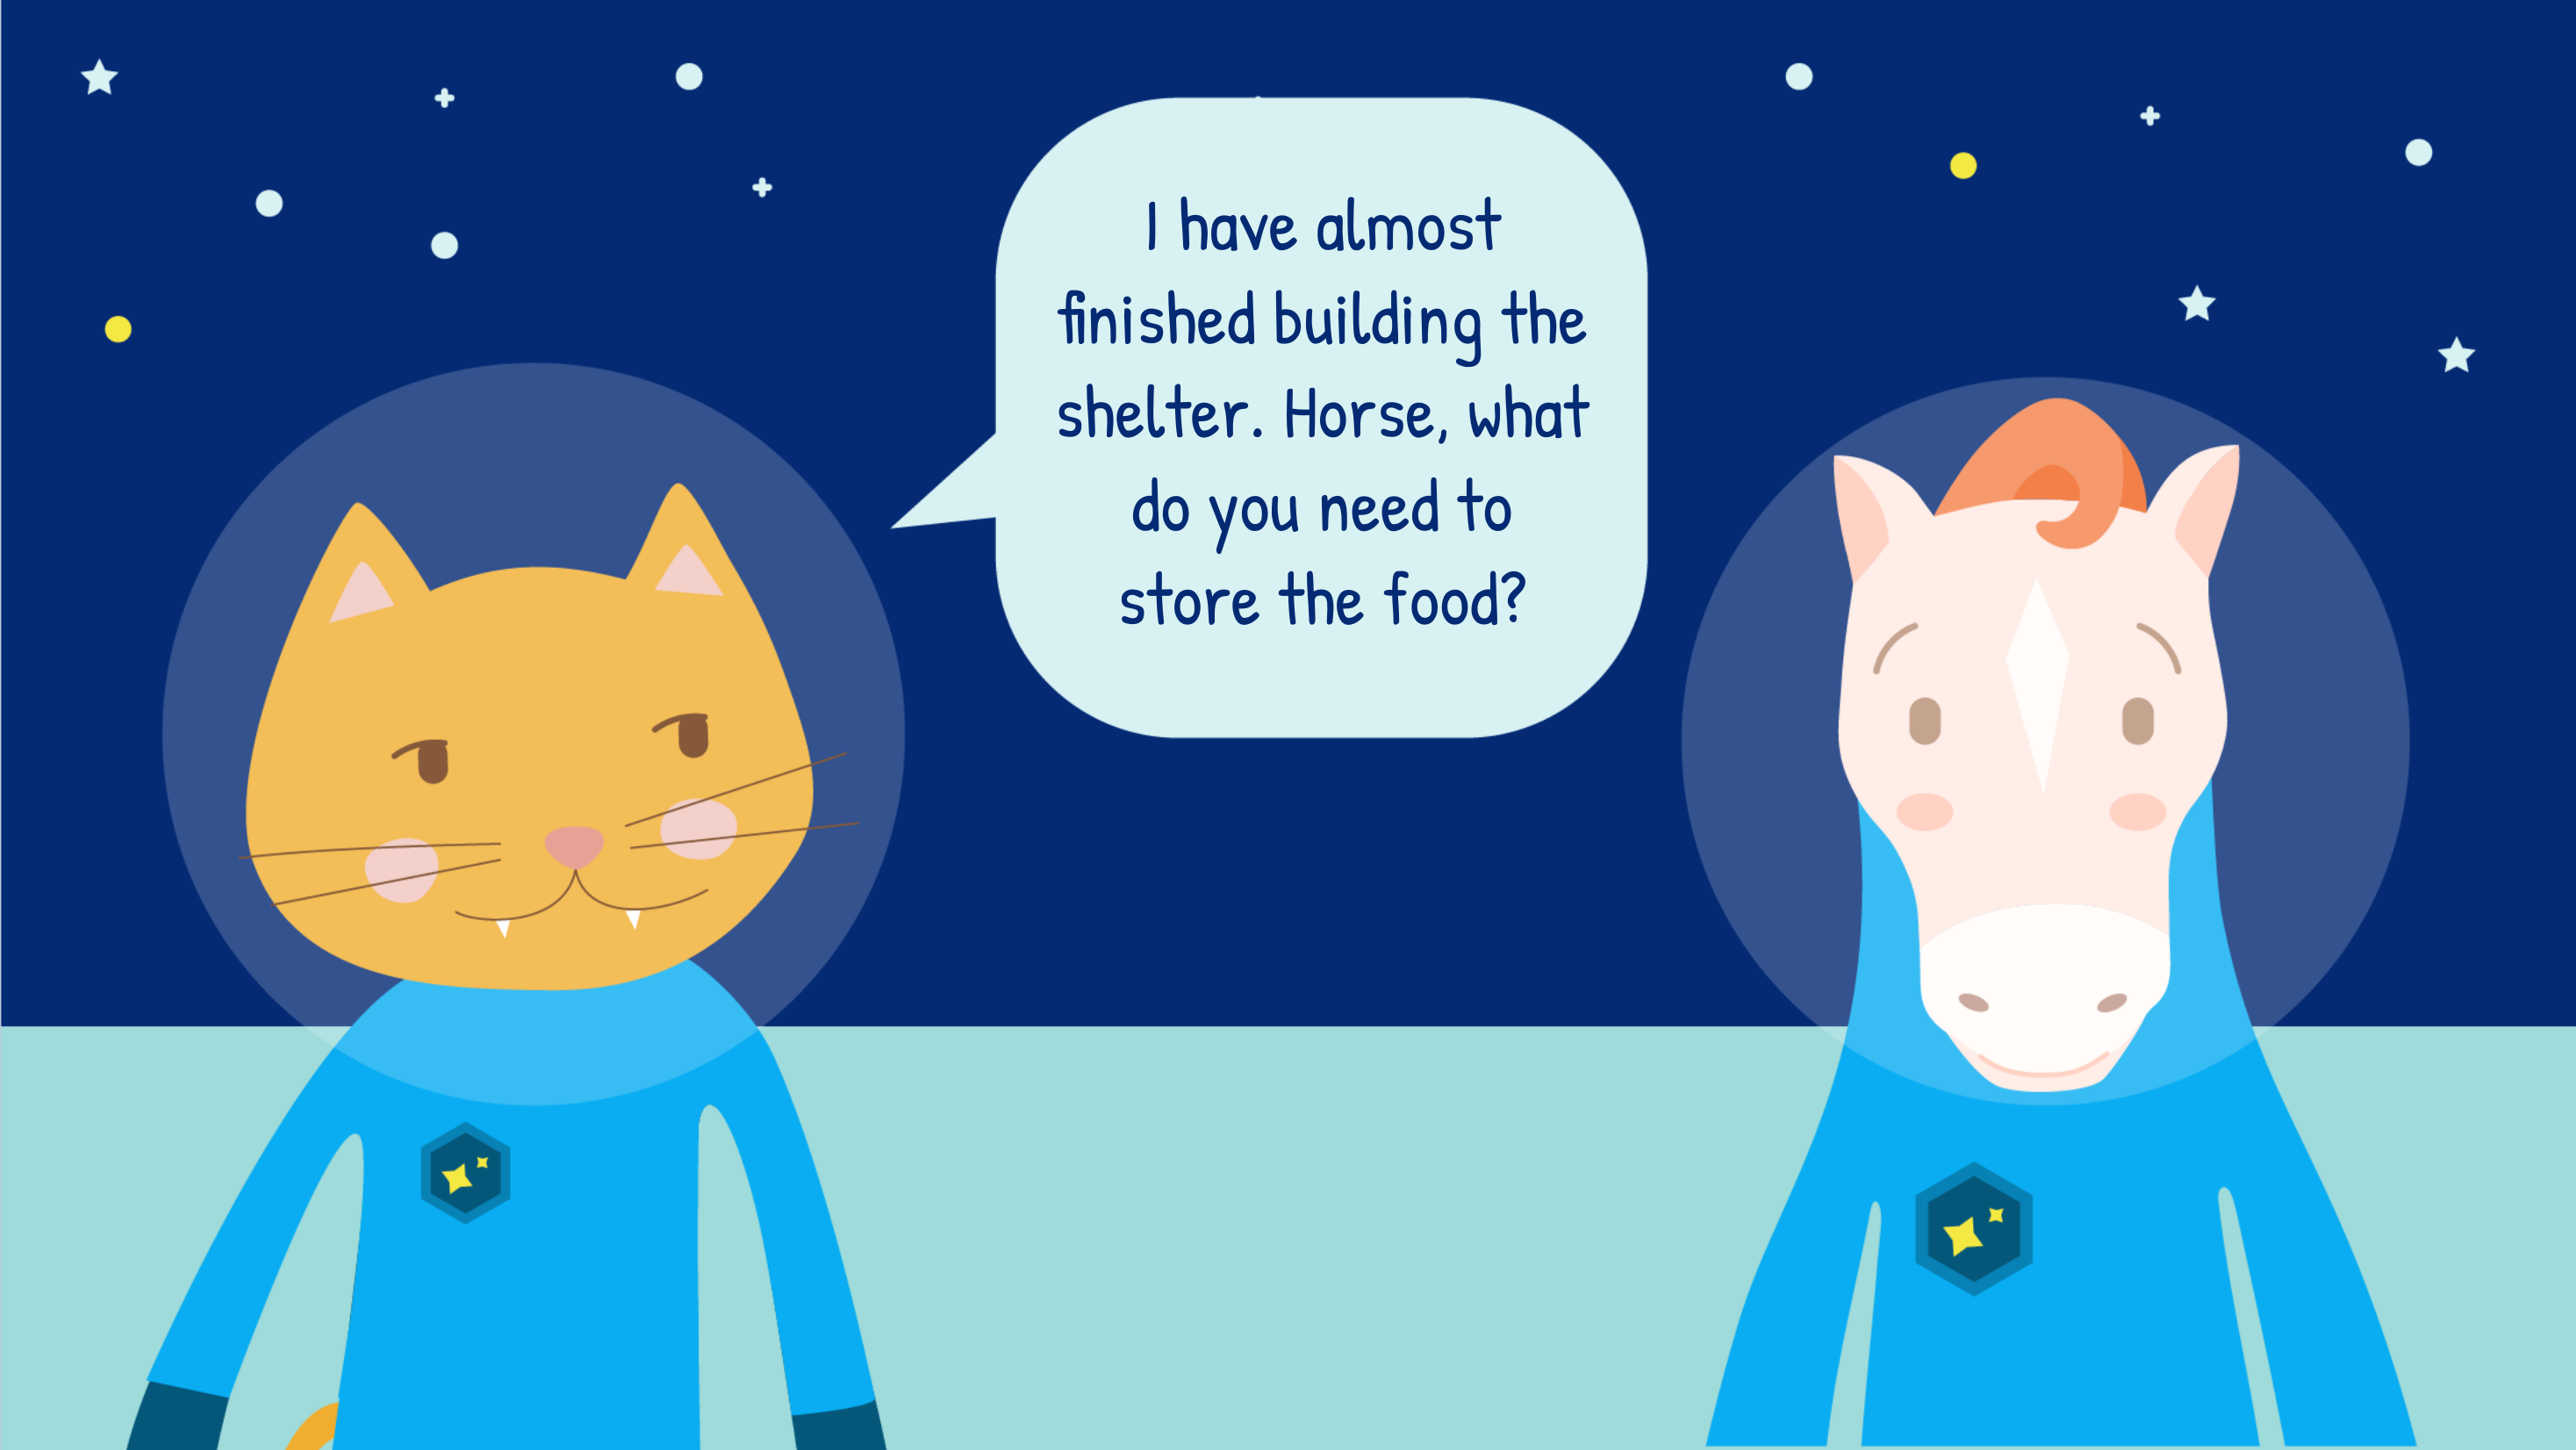 I have almost
finished building the
shelter. Horse, what
do you need to
store the food?